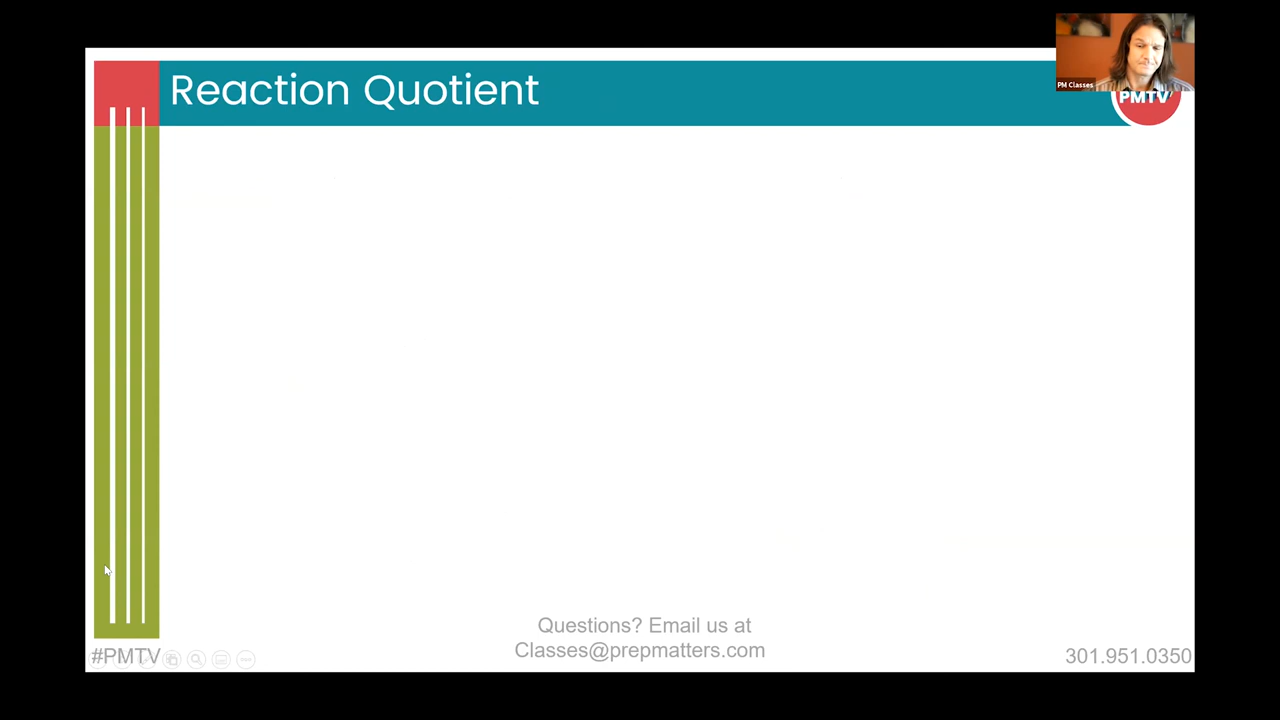 Reaction Quotient
PM Classes
PMTV
Questions? Email us at
Classes@prepmatters.com
#PMTV
301.951.0350